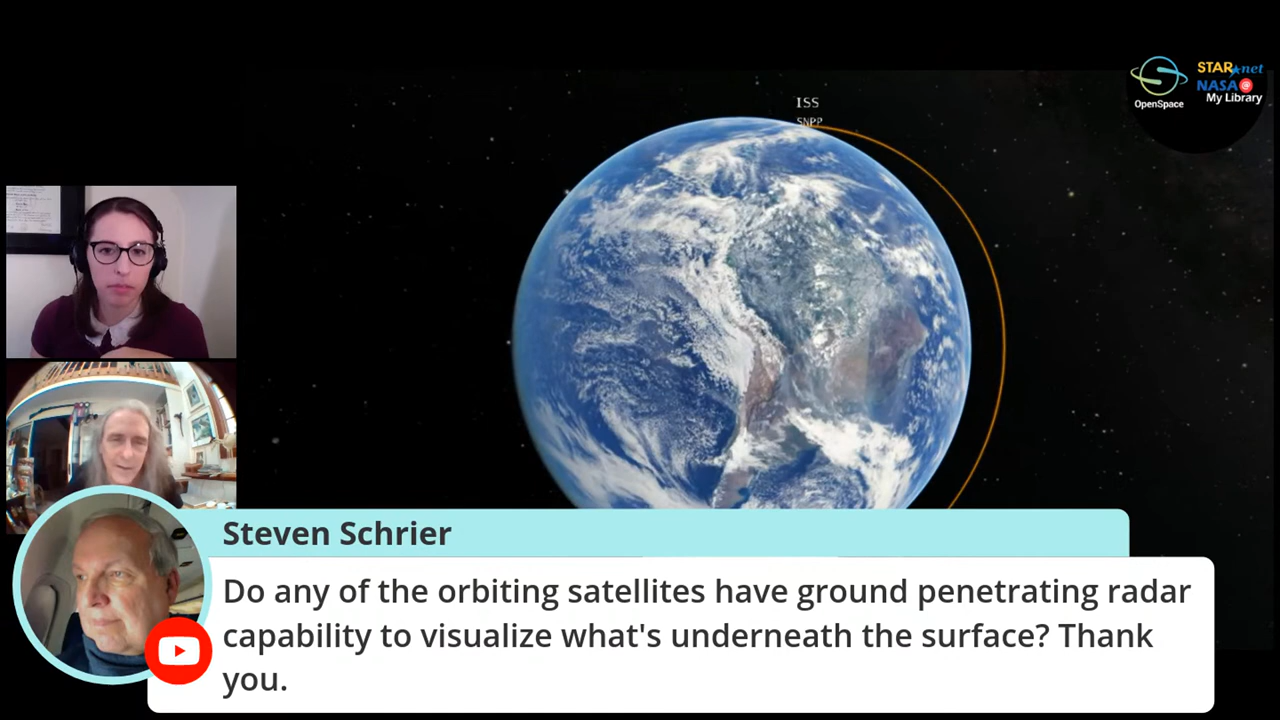 ISS
SNPP
OpenSpace
STAR net
NASA@
My Library
Steven Schrier
Do any of the orbiting satellites have ground penetrating radar
capability to visualize what's underneath the surface? Thank
you.